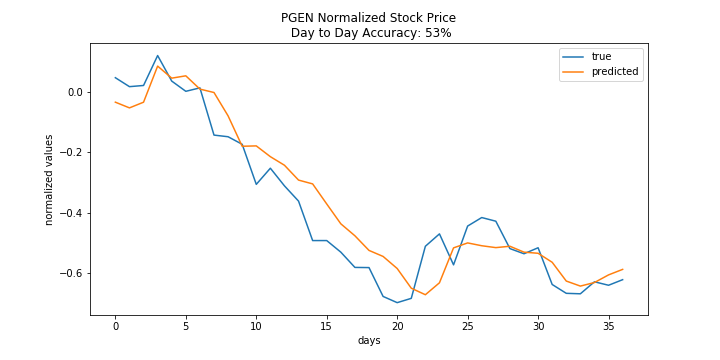 PGEN Normalized Stock Price
Day to Day Accuracy: 53%
true
predicted
normalized values
0.0
−0.2
−0.4
−0.6
0 5 10 15 20 25 30 35
days